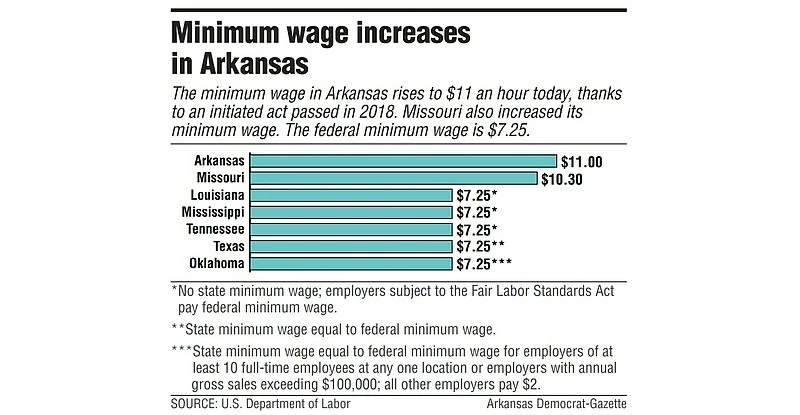 Minimum wage increases
in Arkansas
The minimum wage in Arkansas rises to $11 an hour today, thanks
to an initiated act passed in 2018. Missouri also increased its
minimum wage. The federal minimum wage is $7.25.
Arkansas $11.00
Missouri $10.30
Louisiana $7.25*
Mississippi $7.25*
Tennessee $7.25*
Texas $7.25**
Oklahoma $7.25***
*No state minimum wage; employers subject to the Fair Labor Standards Act
pay federal minimum wage.
**State minimum wage equal to federal minimum wage.
***State minimum wage equal to federal minimum wage for employers of at
least 10 full-time employees at any one location or employers with annual
gross sales exceeding $100,000; all other employers pay $2.
SOURCE: U.S. Department of Labor Arkansas Democrat-Gazette